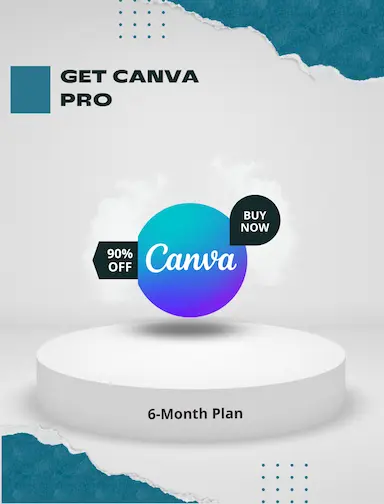 GET CANVA
PRO
BUY
NOW
90%
OFF
Canva
6-Month Plan